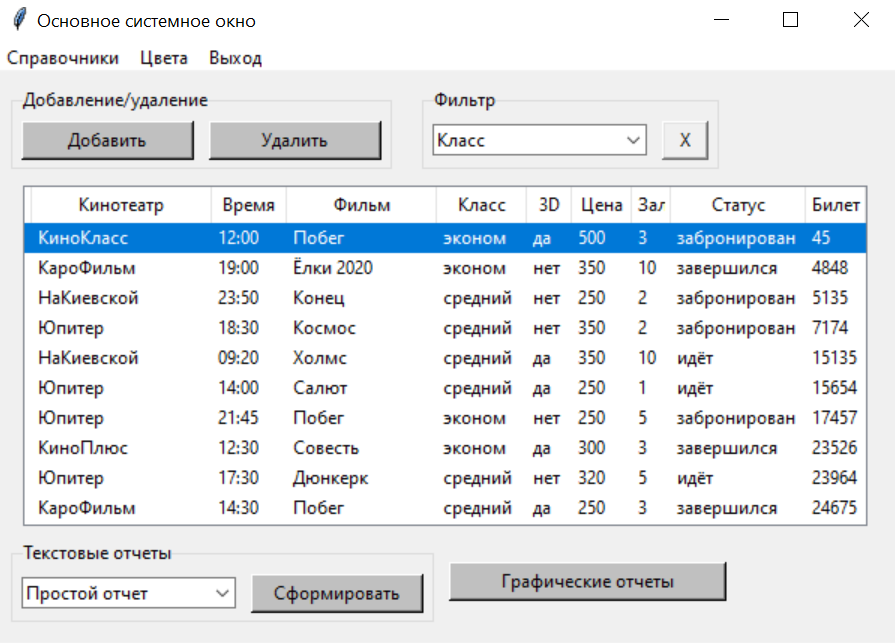 Основное системное окно
Справочники Цвета Выход
Добавление/удаление Фильтр
Добавить Удалить Класс X
Кинотеатр Время Фильм Класс 3D Цена Зал Статус Билет
КиноКласс 12:00 Побег эконом да 500 3 забронирован 45
КароФильм 19:00 Ёлки 2020 эконом нет 350 10 завершился 4848
НаКиевской 23:50 Конец средний нет 250 2 забронирован 5135
Юпитер 18:30 Космос средний нет 350 2 забронирован 7174
НаКиевской 09:20 Холмс средний да 350 10 идёт 15135
Юпитер 14:00 Салют средний да 250 1 идёт 15654
Юпитер 21:45 Побег эконом нет 250 5 забронирован 17457
КиноПлюс 12:30 Совесть эконом да 300 3 завершился 23526
Юпитер 17:30 Дюнкерк средний нет 320 5 идёт 23964
КароФильм 14:30 Побег средний да 250 3 завершился 24675
Текстовые отчеты
Простой отчет Сформировать Графические отчеты